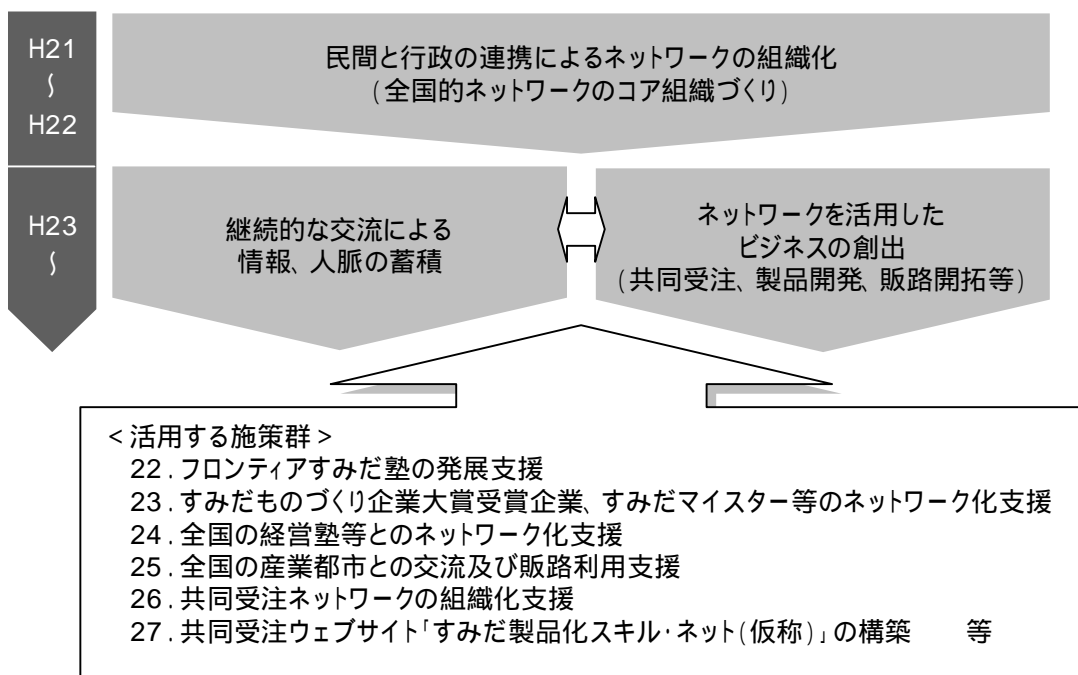 H21
〜
H22
民間と行政の連携によるネットワークの組織化
(全国的ネットワークのコア組織づくり)
H23
〜
継続的な交流による
情報、人脈の蓄積
ネットワークを活用した
ビジネスの創出
(共同受注、製品開発、販路開拓等)
<活用する施策群>
22.フロンティアすみだ塾の発展支援
23.すみだものづくり企業大賞受賞企業、すみだマイスター等のネットワーク化支援
24.全国の経営塾等とのネットワーク化支援
25.全国の産業都市との交流及び販路利用支援
26.共同受注ネットワークの組織化支援
27.共同受注ウェブサイト「すみだ製品化スキル・ネット(仮称)」の構築 等